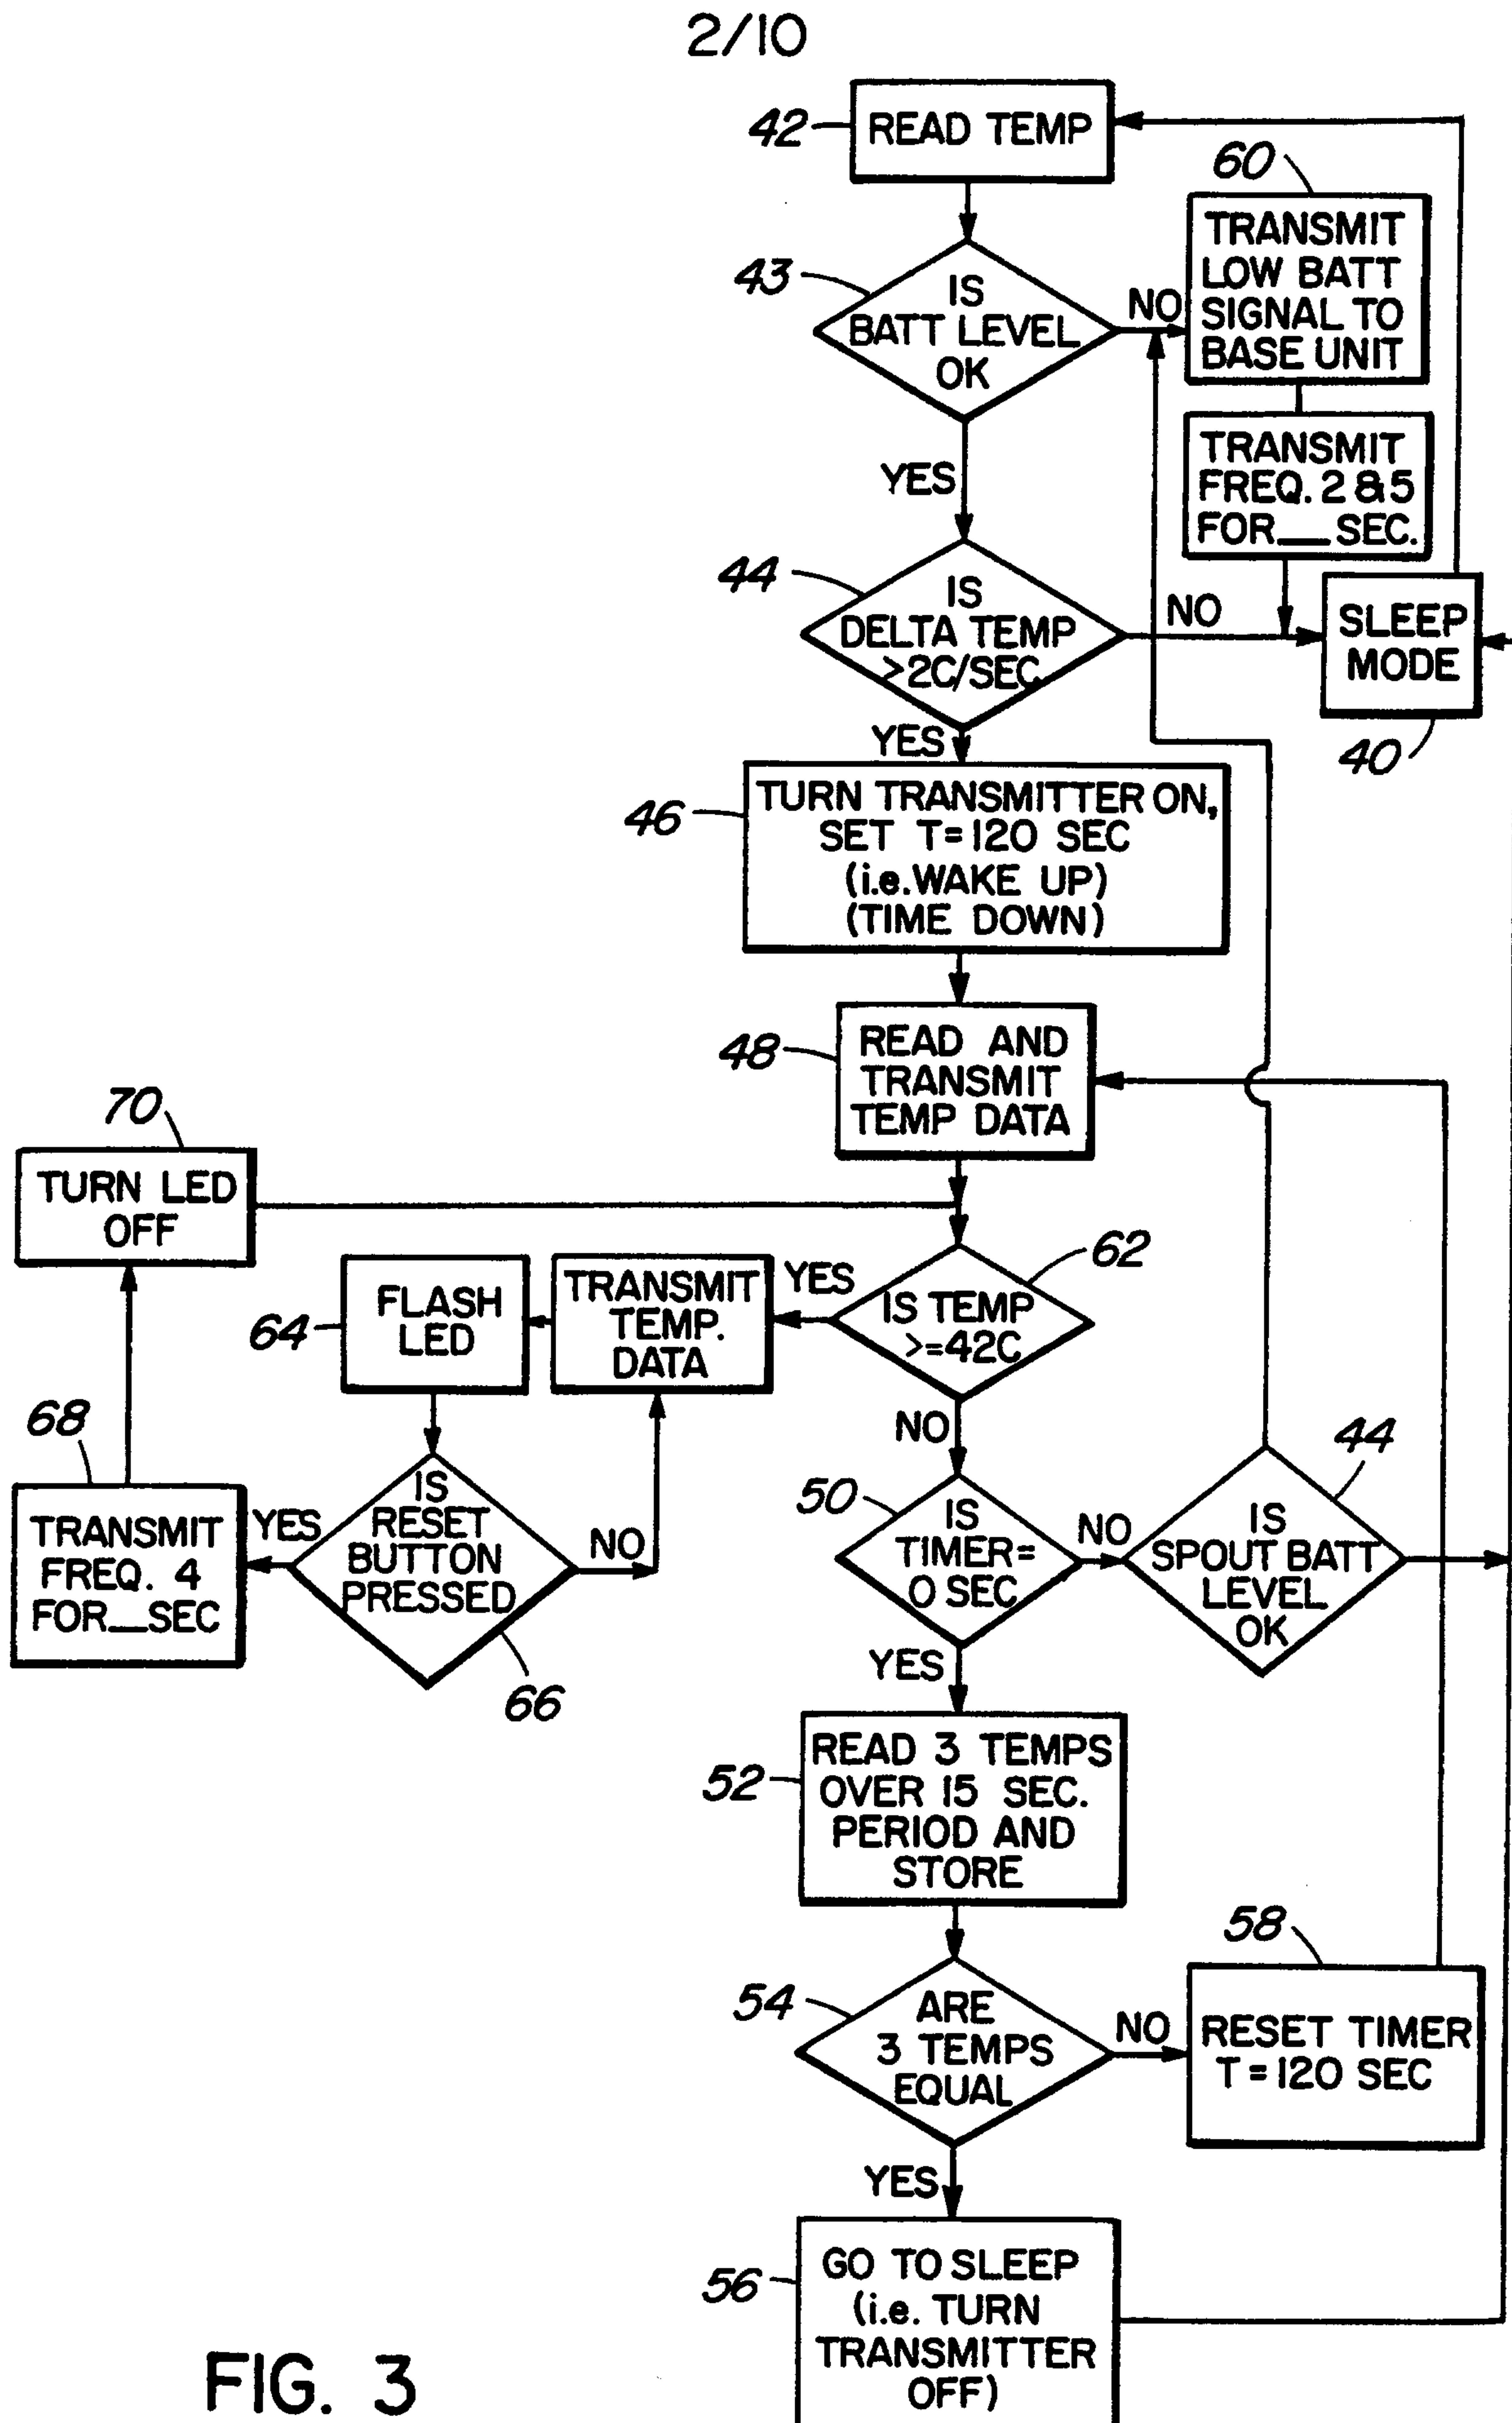 2/10
42
READ TEMP
60
TRANSMIT
LOW BATT
SIGNAL TO
BASE UNIT
43
IS
BATT LEVEL
OK
NO
TRANSMIT
FREQ. 2 & 5
FOR__SEC.
YES
44
IS
DELTA TEMP
>2C/SEC
NO
SLEEP
MODE
40
YES
46
TURN TRANSMITTER ON,
SET T=120 SEC
(i.e. WAKE UP)
(TIME DOWN)
48
READ AND
TRANSMIT
TEMP DATA
70
TURN LED
OFF
62
IS TEMP
>=42C
YES
TRANSMIT
TEMP.
DATA
64
FLASH
LED
NO
68
TRANSMIT
FREQ. 4
FOR__SEC
YES
IS
RESET
BUTTON
PRESSED
NO
66
50
IS
TIMER=
0 SEC
NO
44
IS
SPOUT BATT
LEVEL
OK
YES
52
READ 3 TEMPS
OVER 15 SEC.
PERIOD AND
STORE
54
ARE
3 TEMPS
EQUAL
NO
58
RESET TIMER
T=120 SEC
YES
56
GO TO SLEEP
(i.e. TURN
TRANSMITTER
OFF)
FIG. 3